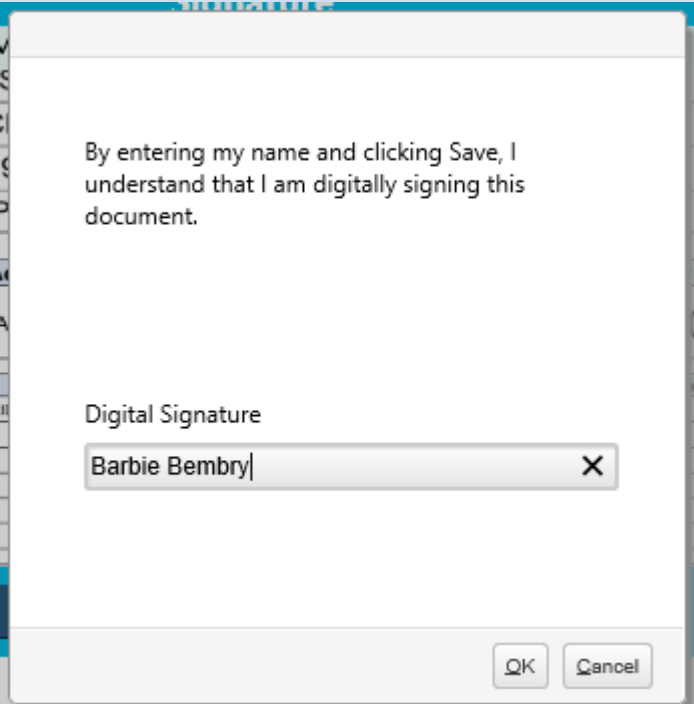 Signature
By entering my name and clicking Save, I
understand that I am digitally signing this
document.
Digital Signature
Barbie Bembry
OK
Cancel